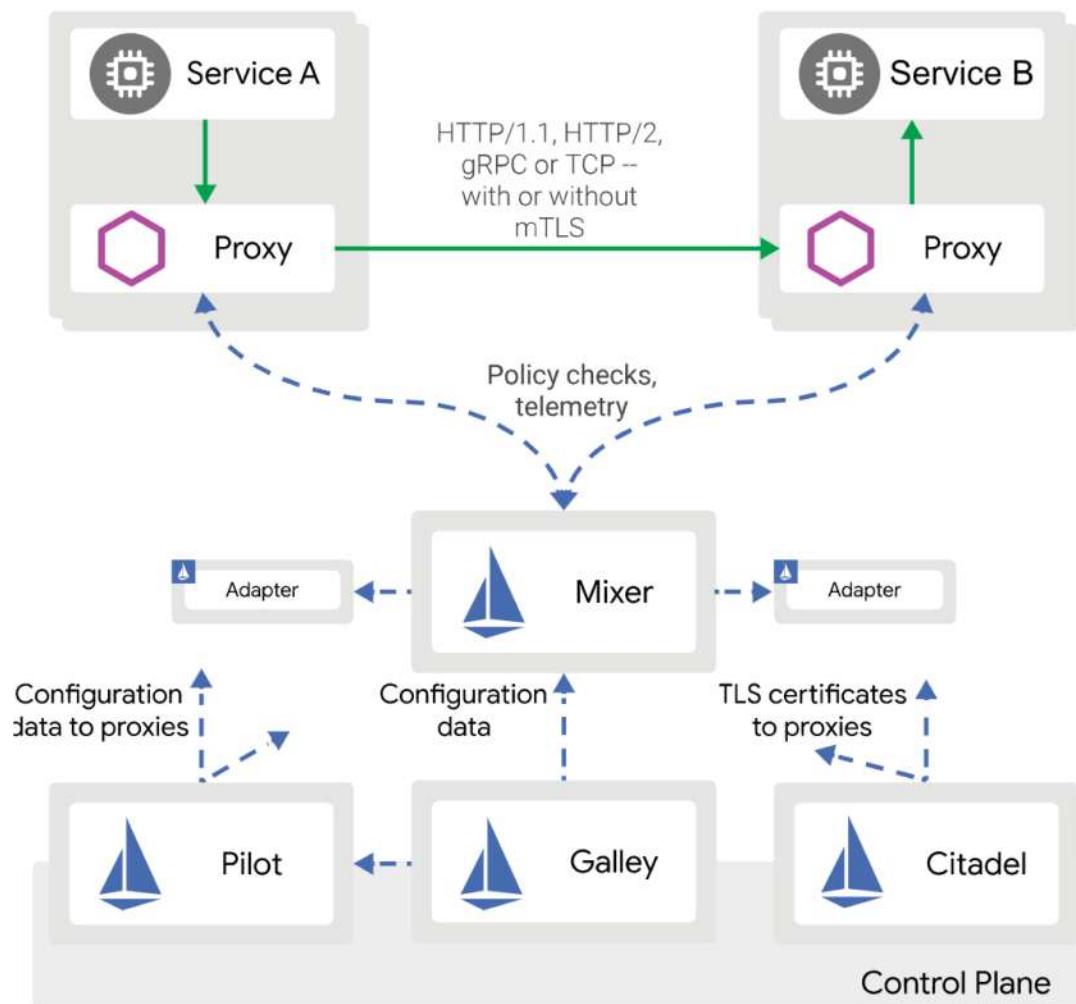 Service A
Service B
HTTP/1.1, HTTP/2,
gRPC or TCP --
with or without
mTLS
Proxy
Proxy
Policy checks,
telemetry
Mixer
Adapter
Adapter
Configuration
data to proxies
Configuration
data
TLS certificates
to proxies
Pilot
Galley
Citadel
Control Plane